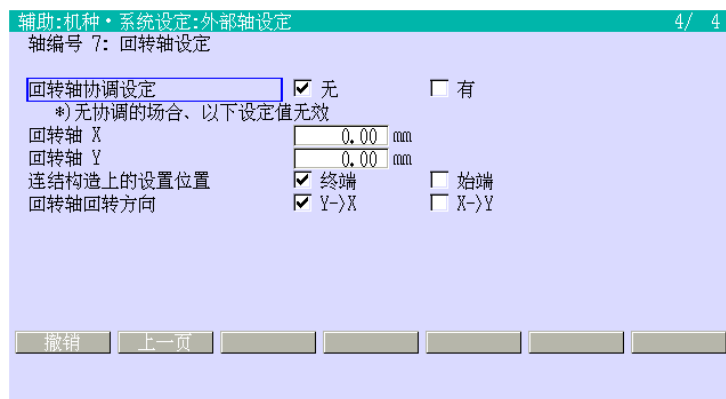 辅助:机种・系统设定:外部轴设定 4/ 4
轴编号 7: 回转轴设定
回转轴协调设定 无 有
*)无协调的场合、以下设定值无效
回转轴 X 0.00 mm
回转轴 Y 0.00 mm
连结构造上的设置位置 终端 始端
回转轴回转方向 Y->X X->Y
撤销 上一页